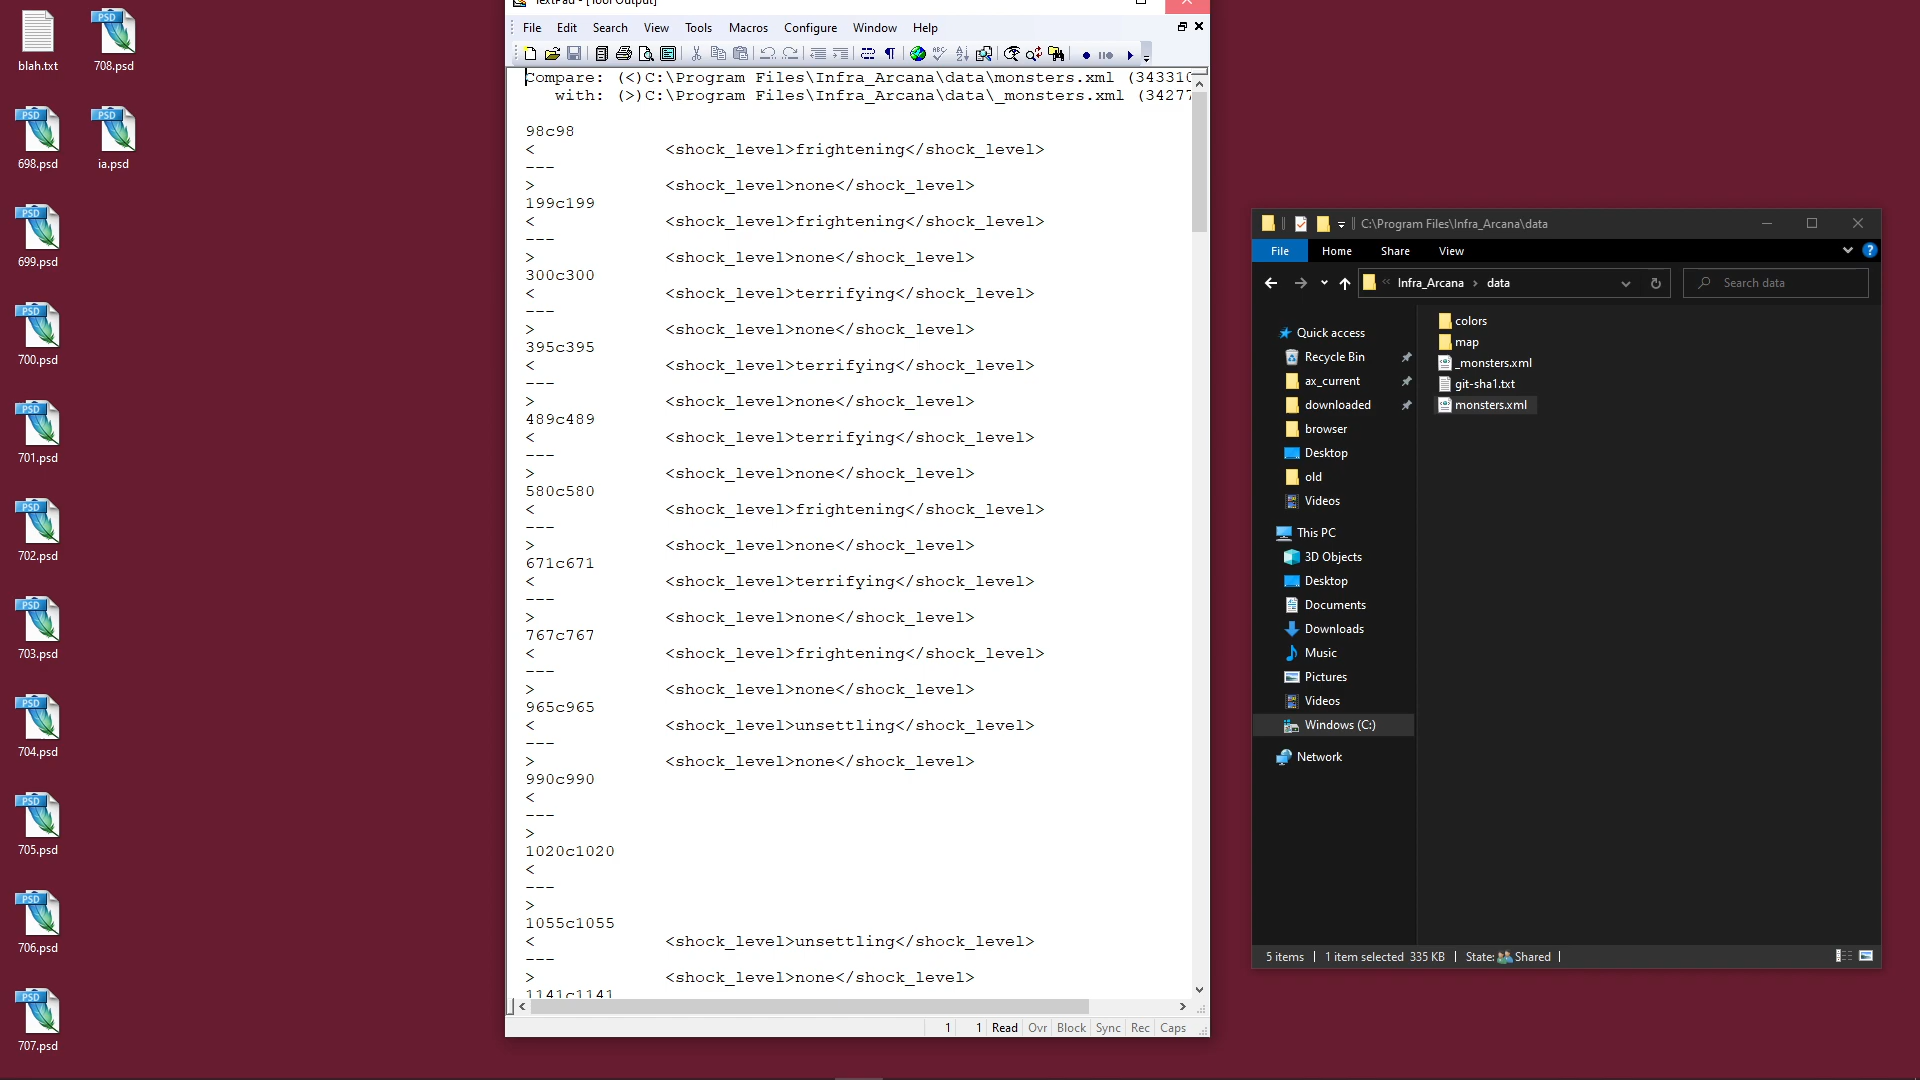 blah.txt
708.psd
698.psd
ia.psd
699.psd
700.psd
701.psd
702.psd
703.psd
704.psd
705.psd
706.psd
707.psd
TextPad - [Tool Output]
File Edit Search View Tools Macros Configure Window Help
Compare: (<)C:\Program Files\Infra_Arcana\data\monsters.xml (343310
with: (>)C:\Program Files\Infra_Arcana\data\_monsters.xml (34277
98c98
< <shock_level>frightening</shock_level>
---
> <shock_level>none</shock_level>
199c199
< <shock_level>frightening</shock_level>
---
> <shock_level>none</shock_level>
300c300
< <shock_level>terrifying</shock_level>
---
> <shock_level>none</shock_level>
395c395
< <shock_level>terrifying</shock_level>
---
> <shock_level>none</shock_level>
489c489
< <shock_level>terrifying</shock_level>
---
> <shock_level>none</shock_level>
580c580
< <shock_level>frightening</shock_level>
---
> <shock_level>none</shock_level>
671c671
< <shock_level>terrifying</shock_level>
---
> <shock_level>none</shock_level>
767c767
< <shock_level>frightening</shock_level>
---
> <shock_level>none</shock_level>
965c965
< <shock_level>unsettling</shock_level>
---
> <shock_level>none</shock_level>
990c990
<
---
>
1020c1020
<
---
>
1055c1055
< <shock_level>unsettling</shock_level>
---
> <shock_level>none</shock_level>
1141c1141
1 1 Read Ovr Block Sync Rec Caps
C:\Program Files\Infra_Arcana\data
File Home Share View
« Infra_Arcana › data
Search data
Quick access
Recycle Bin
ax_current
downloaded
browser
Desktop
old
Videos
This PC
3D Objects
Desktop
Documents
Downloads
Music
Pictures
Videos
Windows (C:)
Network
colors
map
_monsters.xml
git-sha1.txt
monsters.xml
5 items 1 item selected 335 KB State: Shared